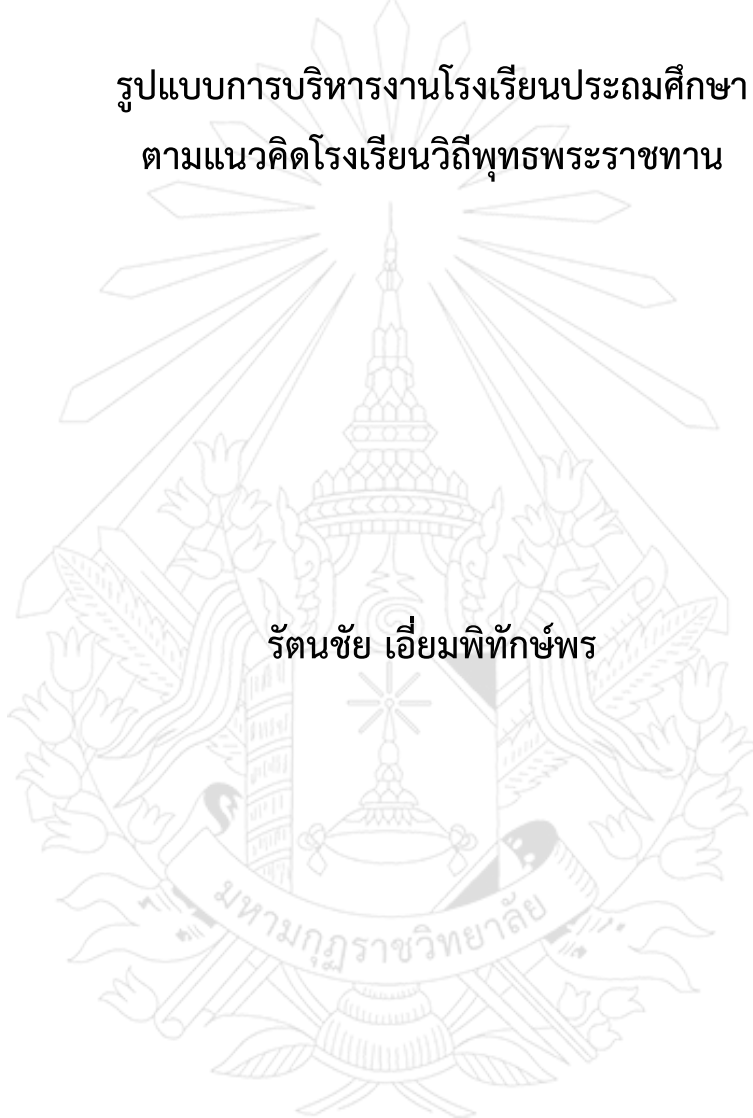 รูปแบบการบริหารงานโรงเรียนประถมศึกษา
ตามแนวคิดโรงเรียนวิถีพุทธพระราชทาน
รัตนชัย เอี่ยมพิทักษ์พร
มหามกุฏราชวิทยาลัย